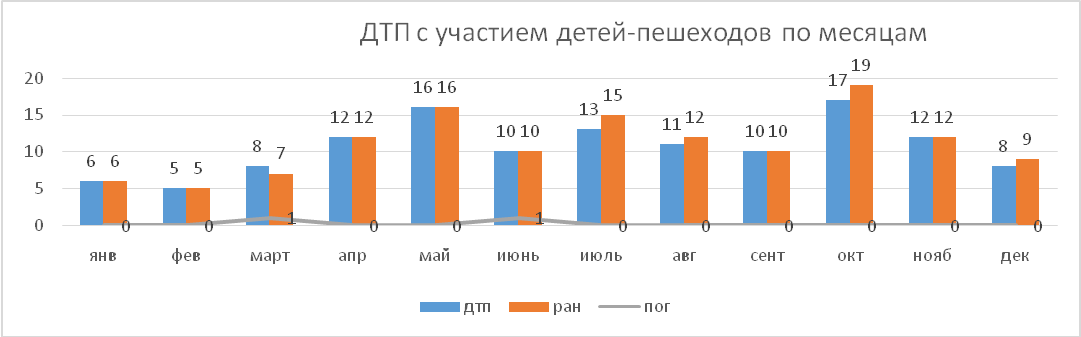 ДТП с участием детей-пешеходов по месяцам
20
15
10
5
0
6 6 5 5 8 7 12 12 16 16 10 10 13 15 11 12 10 10 17 19 12 12 8 9
0 0 1 0 0 1 0 0 0 0 0 0
янв фев март апр май июнь июль авг сент окт нояб дек
дтп ран пог